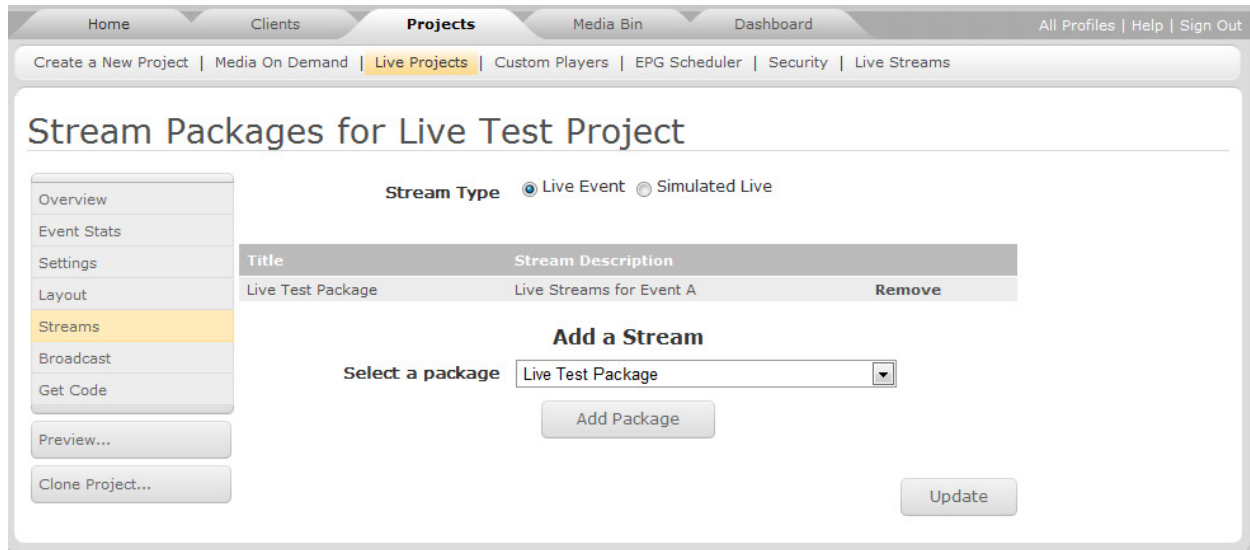 Home Clients Projects Media Bin Dashboard All Profiles | Help | Sign Out
Create a New Project | Media On Demand | Live Projects | Custom Players | EPG Scheduler | Security | Live Streams
Stream Packages for Live Test Project
Overview
Event Stats
Settings
Layout
Streams
Broadcast
Get Code
Preview...
Clone Project...
Stream Type Live Event Simulated Live
Title Stream Description
Live Test Package Live Streams for Event A Remove
Add a Stream
Select a package Live Test Package
Add Package
Update